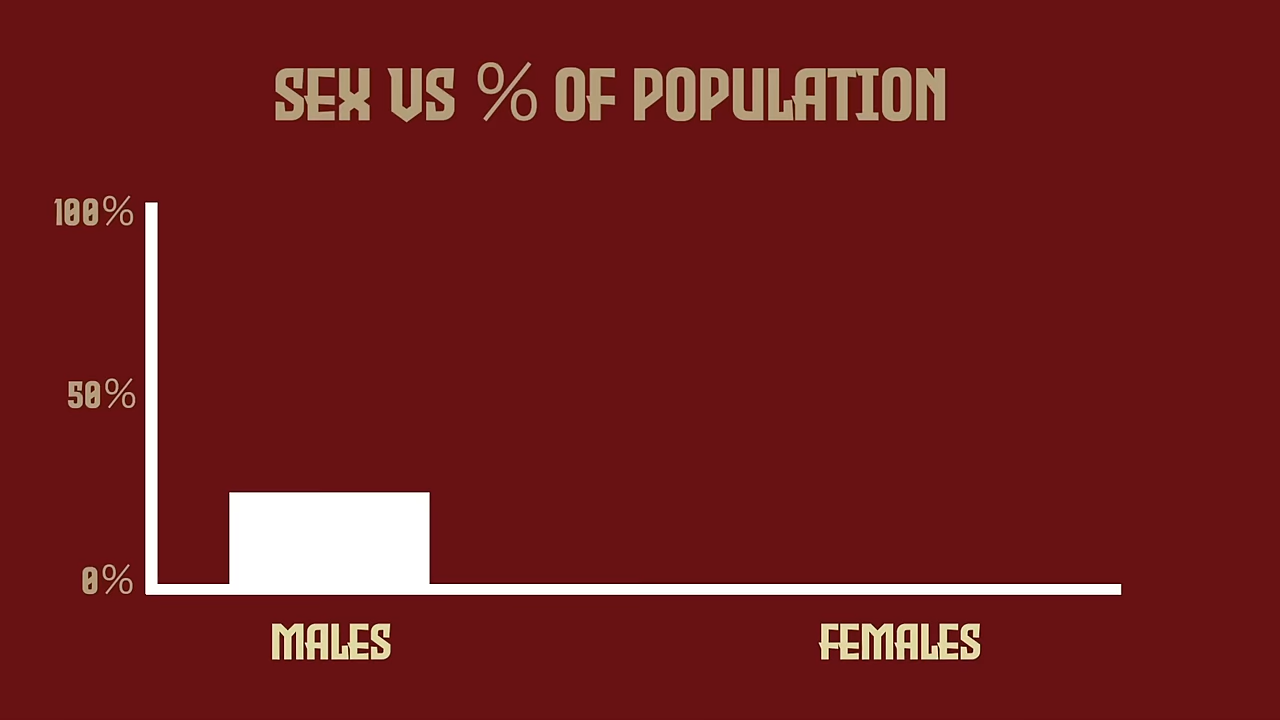 SEX VS % OF POPULATION
100%
50%
0%
MALES
FEMALES